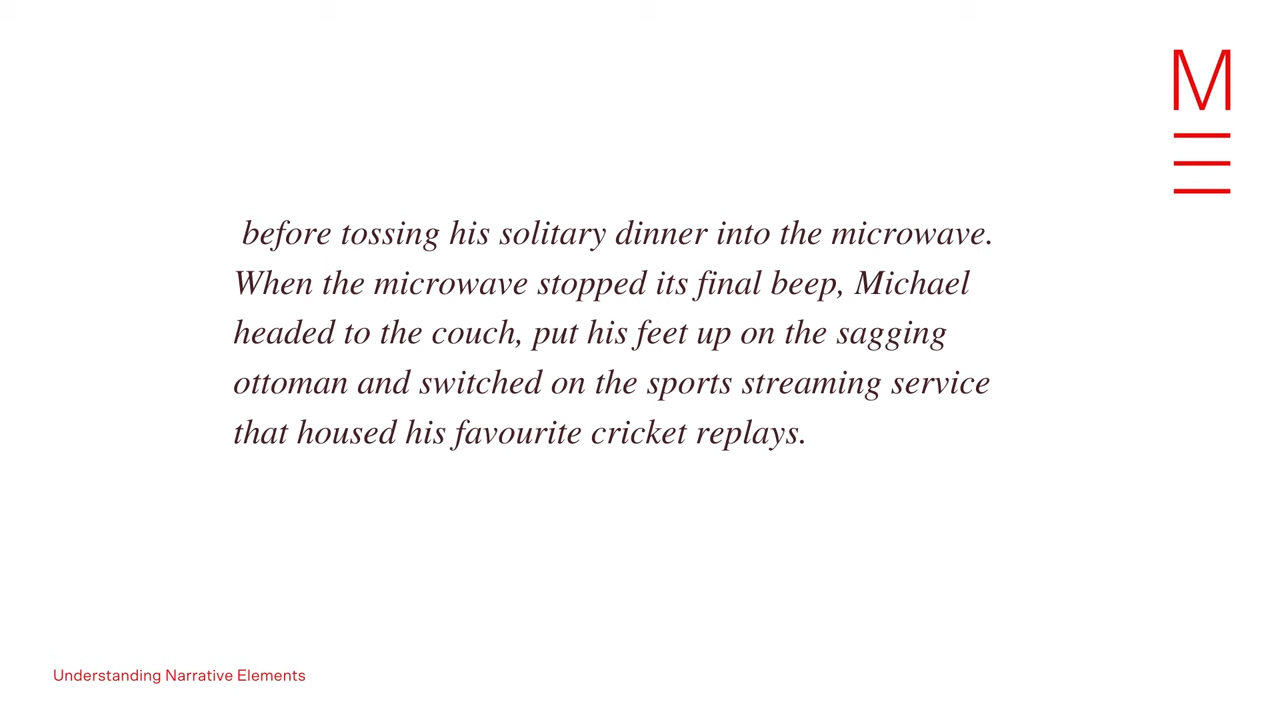 M
before tossing his solitary dinner into the microwave.
When the microwave stopped its final beep, Michael
headed to the couch, put his feet up on the sagging
ottoman and switched on the sports streaming service
that housed his favourite cricket replays.
Understanding Narrative Elements